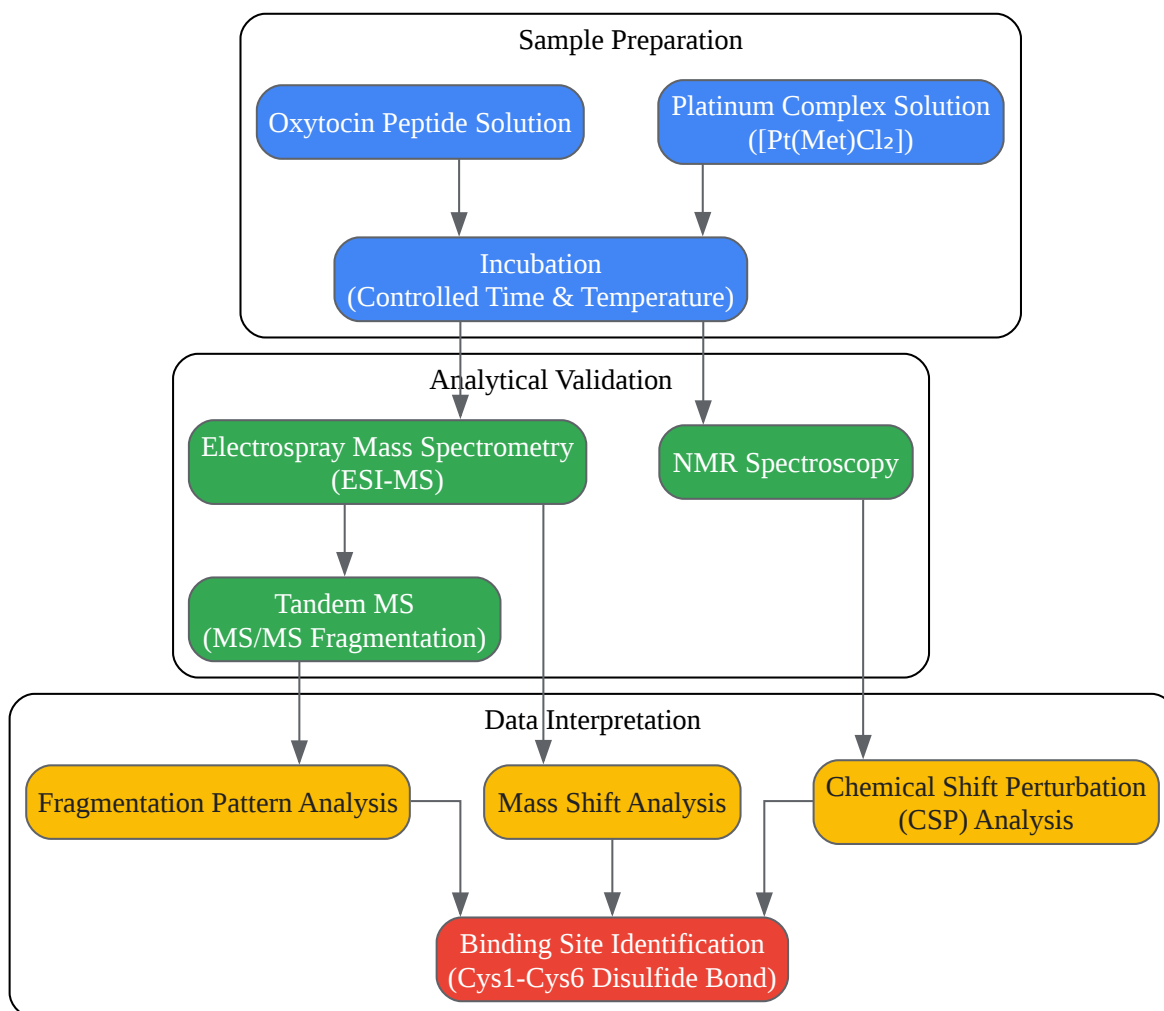 Sample Preparation
Oxytocin Peptide Solution
Platinum Complex Solution
([Pt(Met)Cl₂])
Incubation
(Controlled Time & Temperature)
Analytical Validation
Electrospray Mass Spectrometry
(ESI-MS)
NMR Spectroscopy
Tandem MS
(MS/MS Fragmentation)
Data Interpretation
Fragmentation Pattern Analysis
Mass Shift Analysis
Chemical Shift Perturbation
(CSP) Analysis
Binding Site Identification
(Cys1-Cys6 Disulfide Bond)